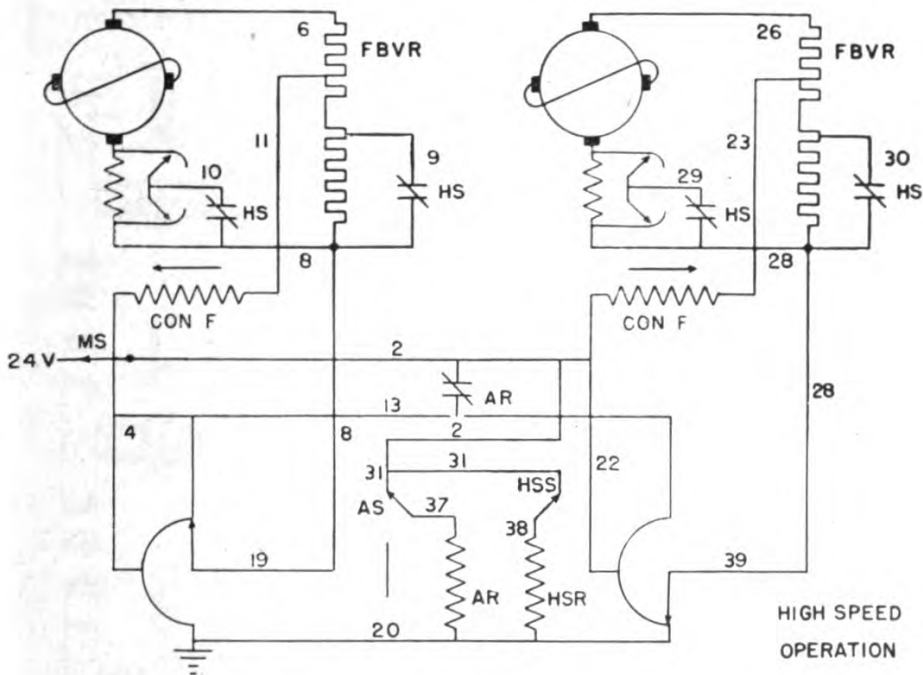 6 FBVR 26 FBVR
11 9 23 30
10 HS HS 29 HS HS
8 28
CON F CON F
24V MS 2
AR
13 28
4 8 2
31 31 22
HSS
AS 37 38
19 39
AR HSR
20
HIGH SPEED
OPERATION